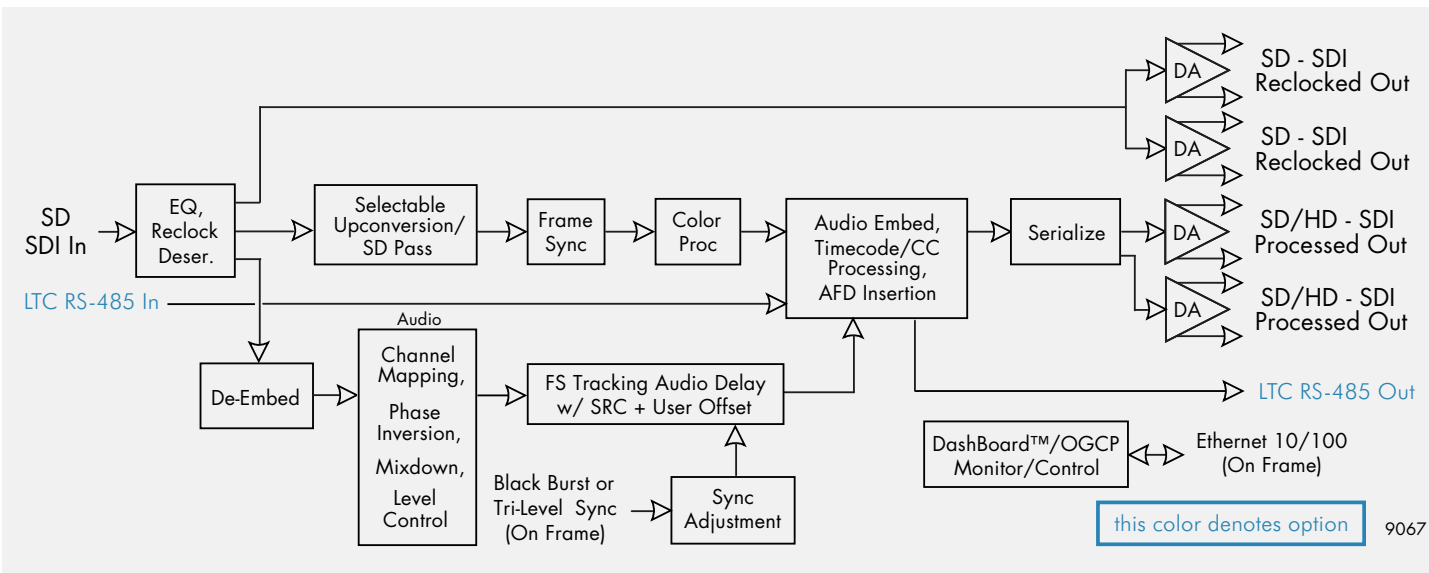 SD
SDI In
EQ,
Reclock
Deser.
Selectable
Upconversion/
SD Pass
Frame
Sync
Color
Proc
Audio Embed,
Timecode/CC
Processing,
AFD Insertion
Serialize
DA
SD - SDI
Reclocked Out
DA
SD - SDI
Reclocked Out
DA
SD/HD - SDI
Processed Out
DA
SD/HD - SDI
Processed Out
LTC RS-485 In
De-Embed
Audio
Channel
Mapping,
Phase
Inversion,
Mixdown,
Level
Control
FS Tracking Audio Delay
w/ SRC + User Offset
LTC RS-485 Out
Black Burst or
Tri-Level Sync
(On Frame)
Sync
Adjustment
DashBoard™/OGCP
Monitor/Control
Ethernet 10/100
(On Frame)
this color denotes option
9067